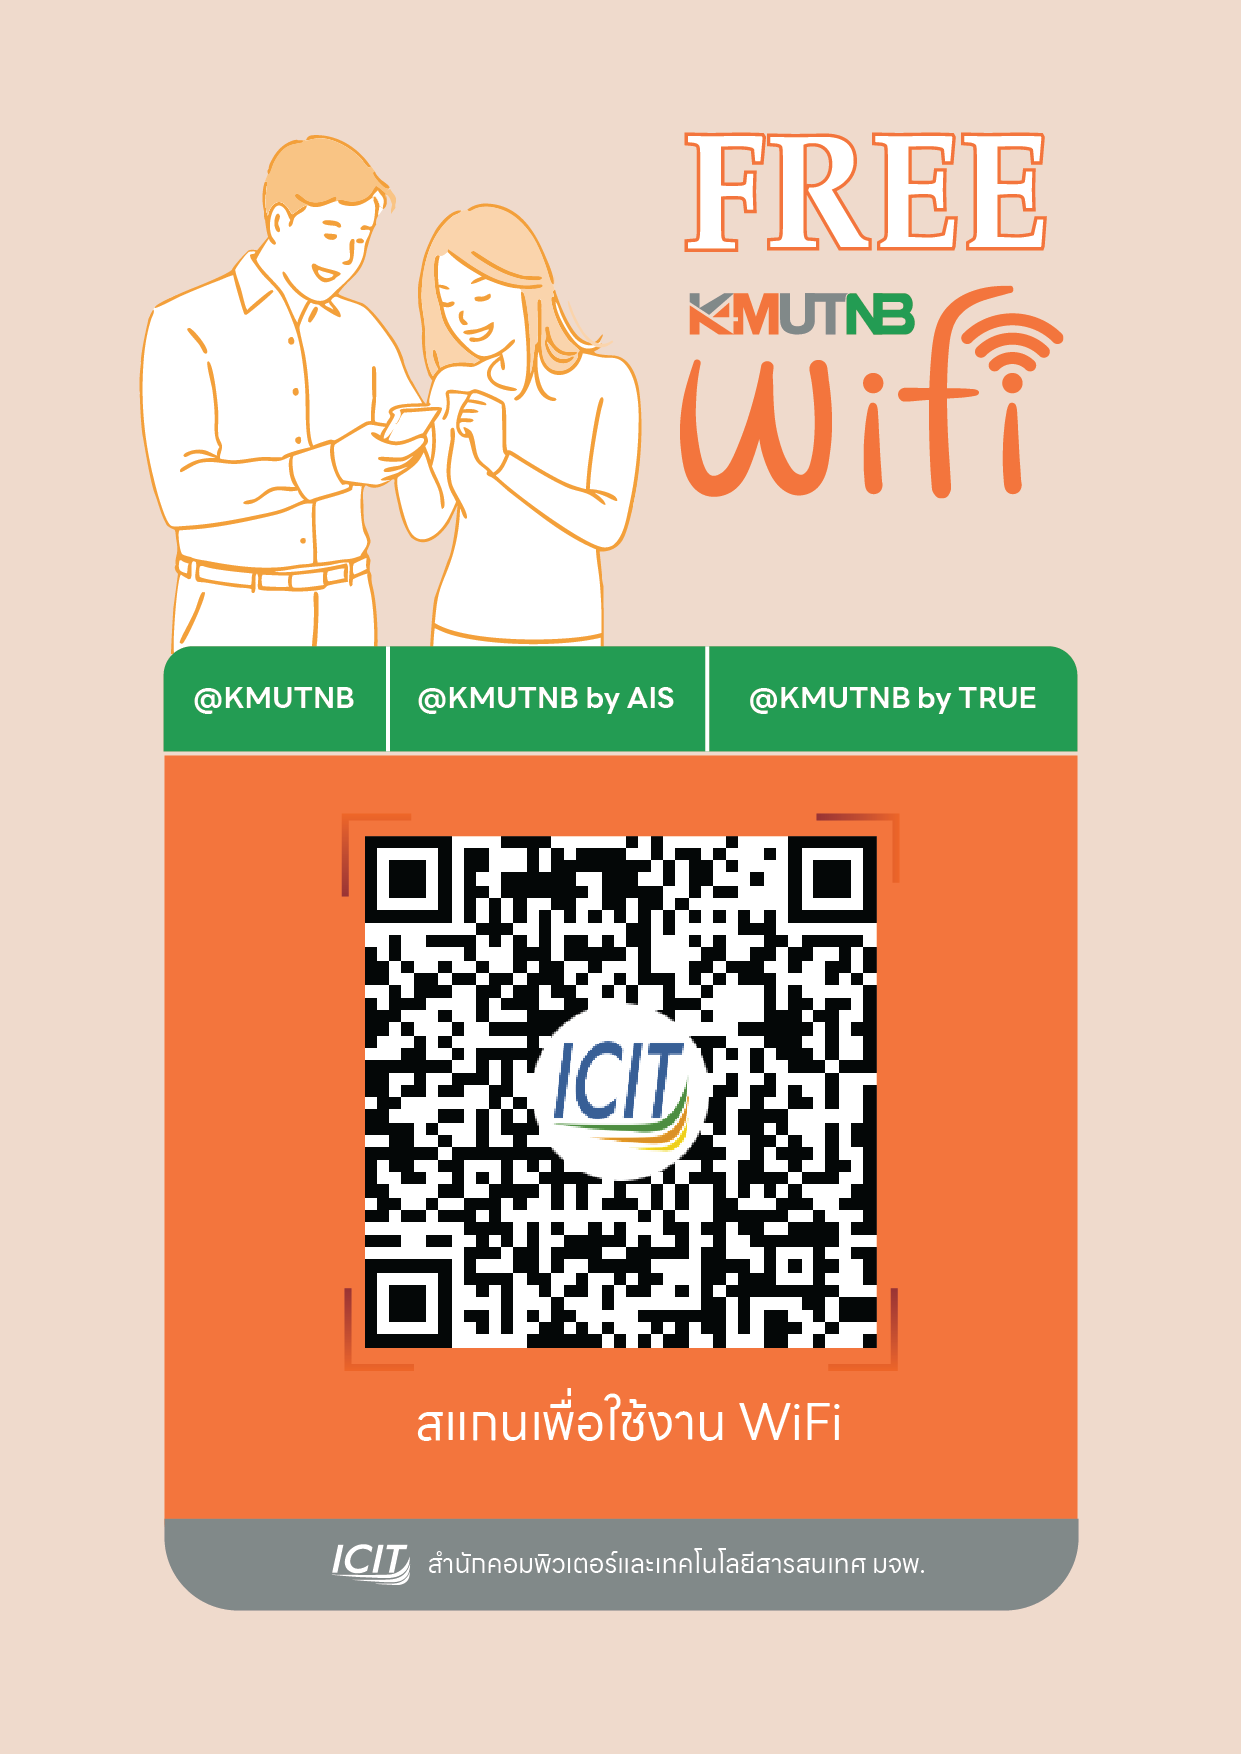 FREE
KMUTNB
Wifi
@KMUTNB
@KMUTNB by AIS
@KMUTNB by TRUE
ICIT
สแกนเพื่อใช้งาน WiFi
ICIT สำนักคอมพิวเตอร์และเทคโนโลยีสารสนเทศ มจพ.